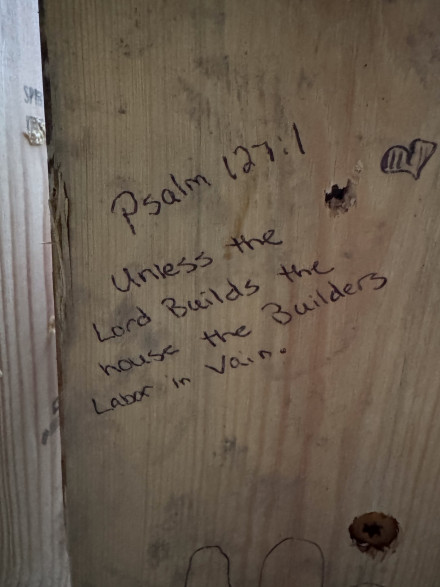 Psalm 127:1
Unless the
Lord Builds the
house the Builders
Labor in Vain.